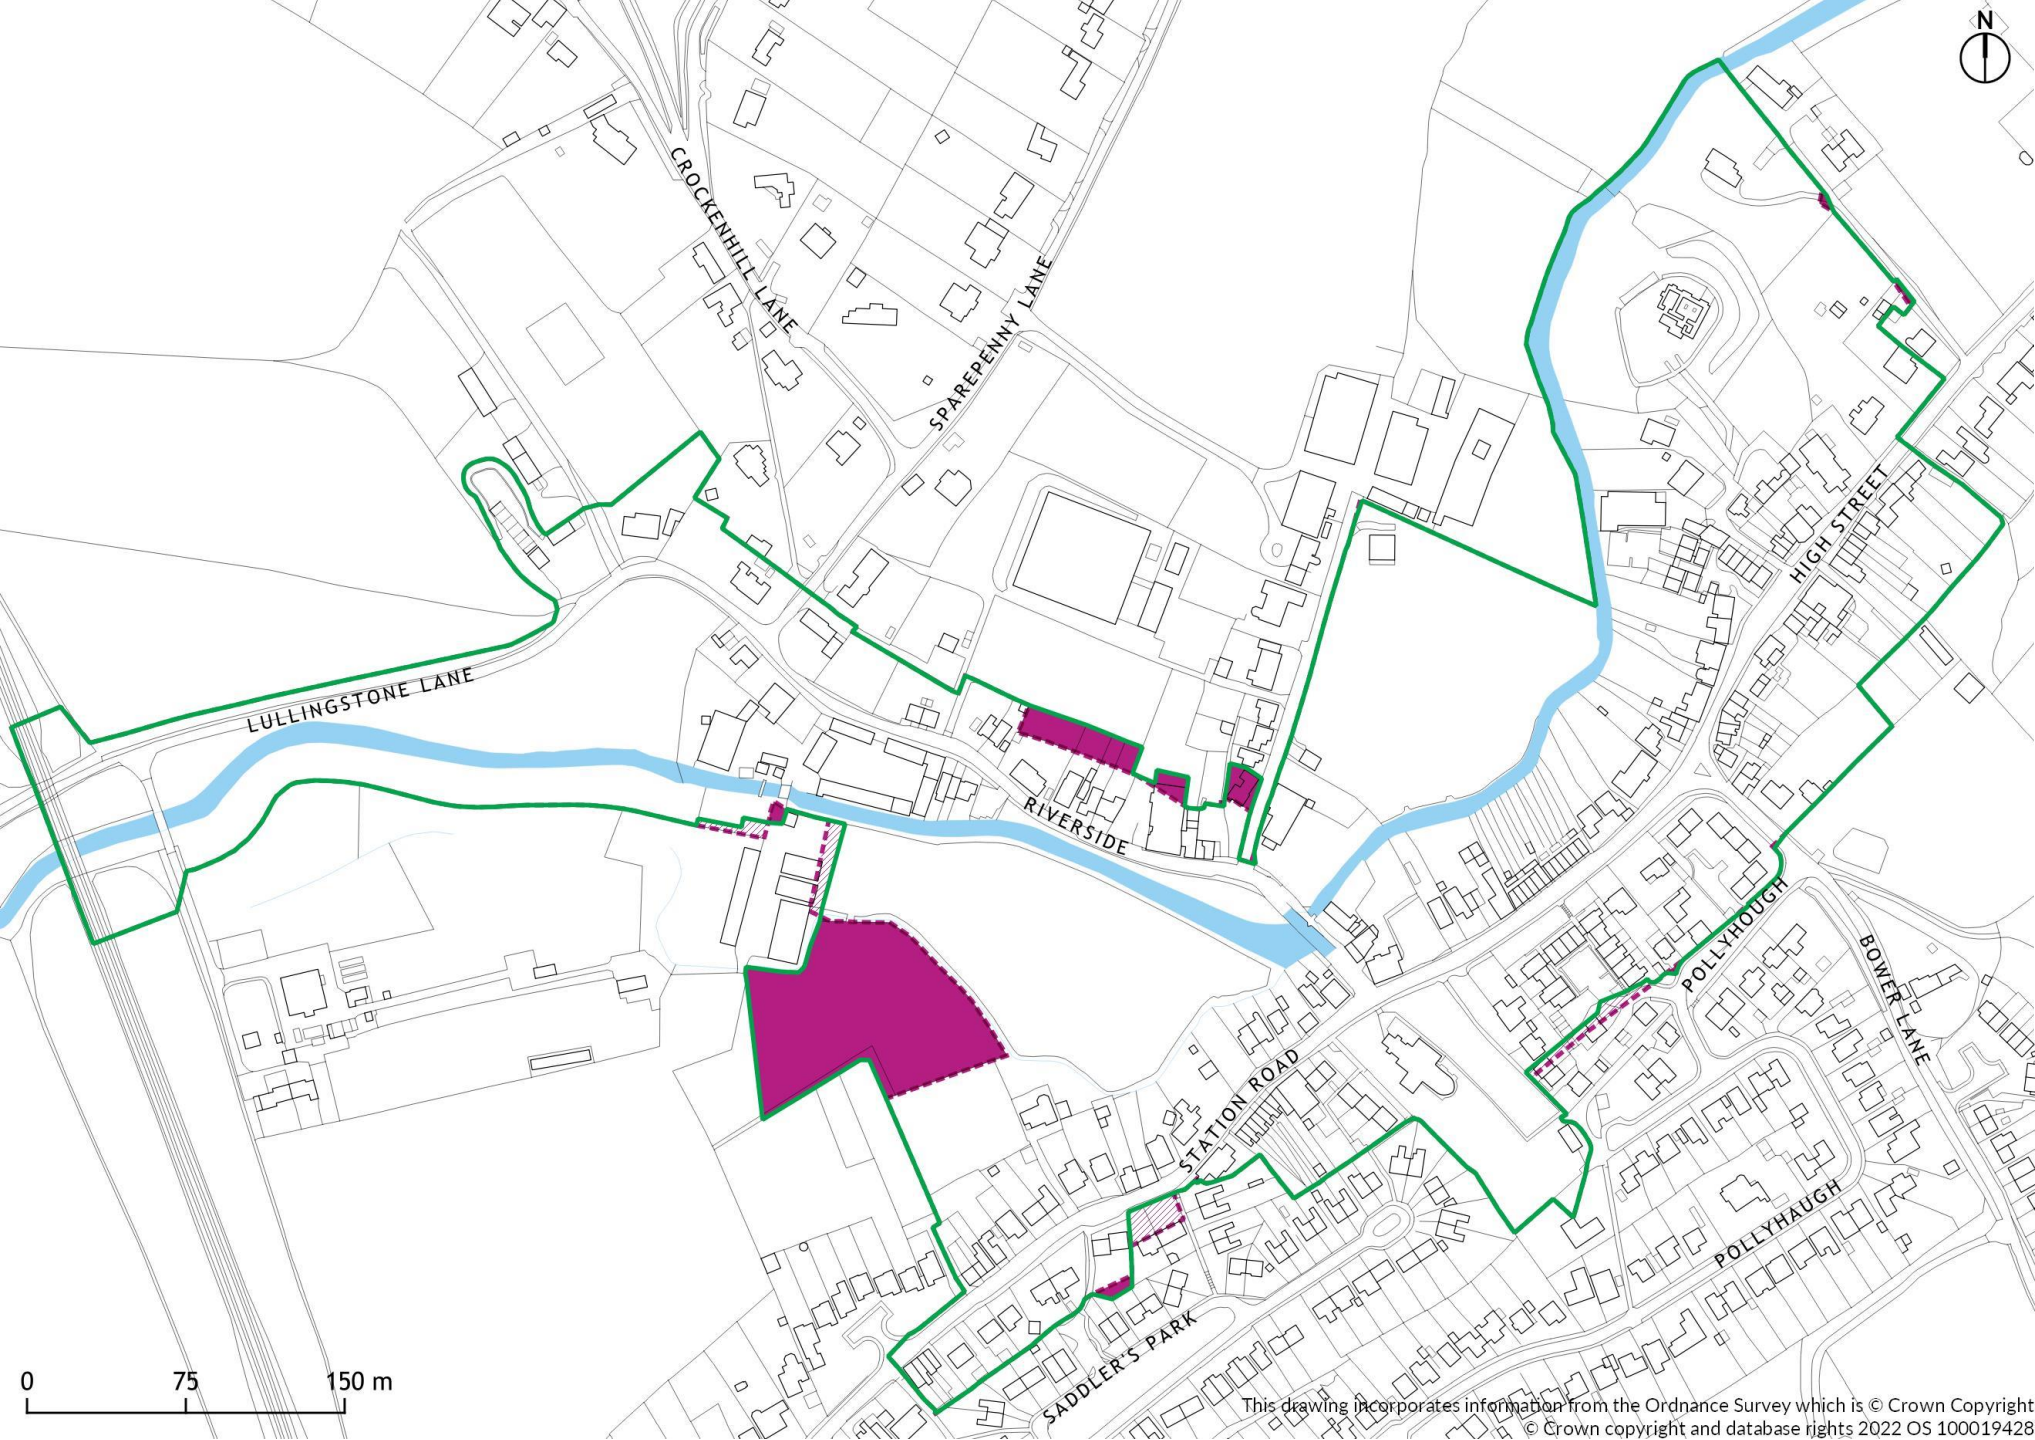 N
CROCKENHILL LANE
SPAREPENNY LANE
HIGH STREET
LULLINGSTONE LANE
RIVERSIDE
POLLYHOUGH
BOWER LANE
STATION ROAD
POLLYHAUGH
SADDLER'S PARK
0 75 150 m
This drawing incorporates information from the Ordnance Survey which is © Crown Copyright
© Crown copyright and database rights 2022 OS 100019428